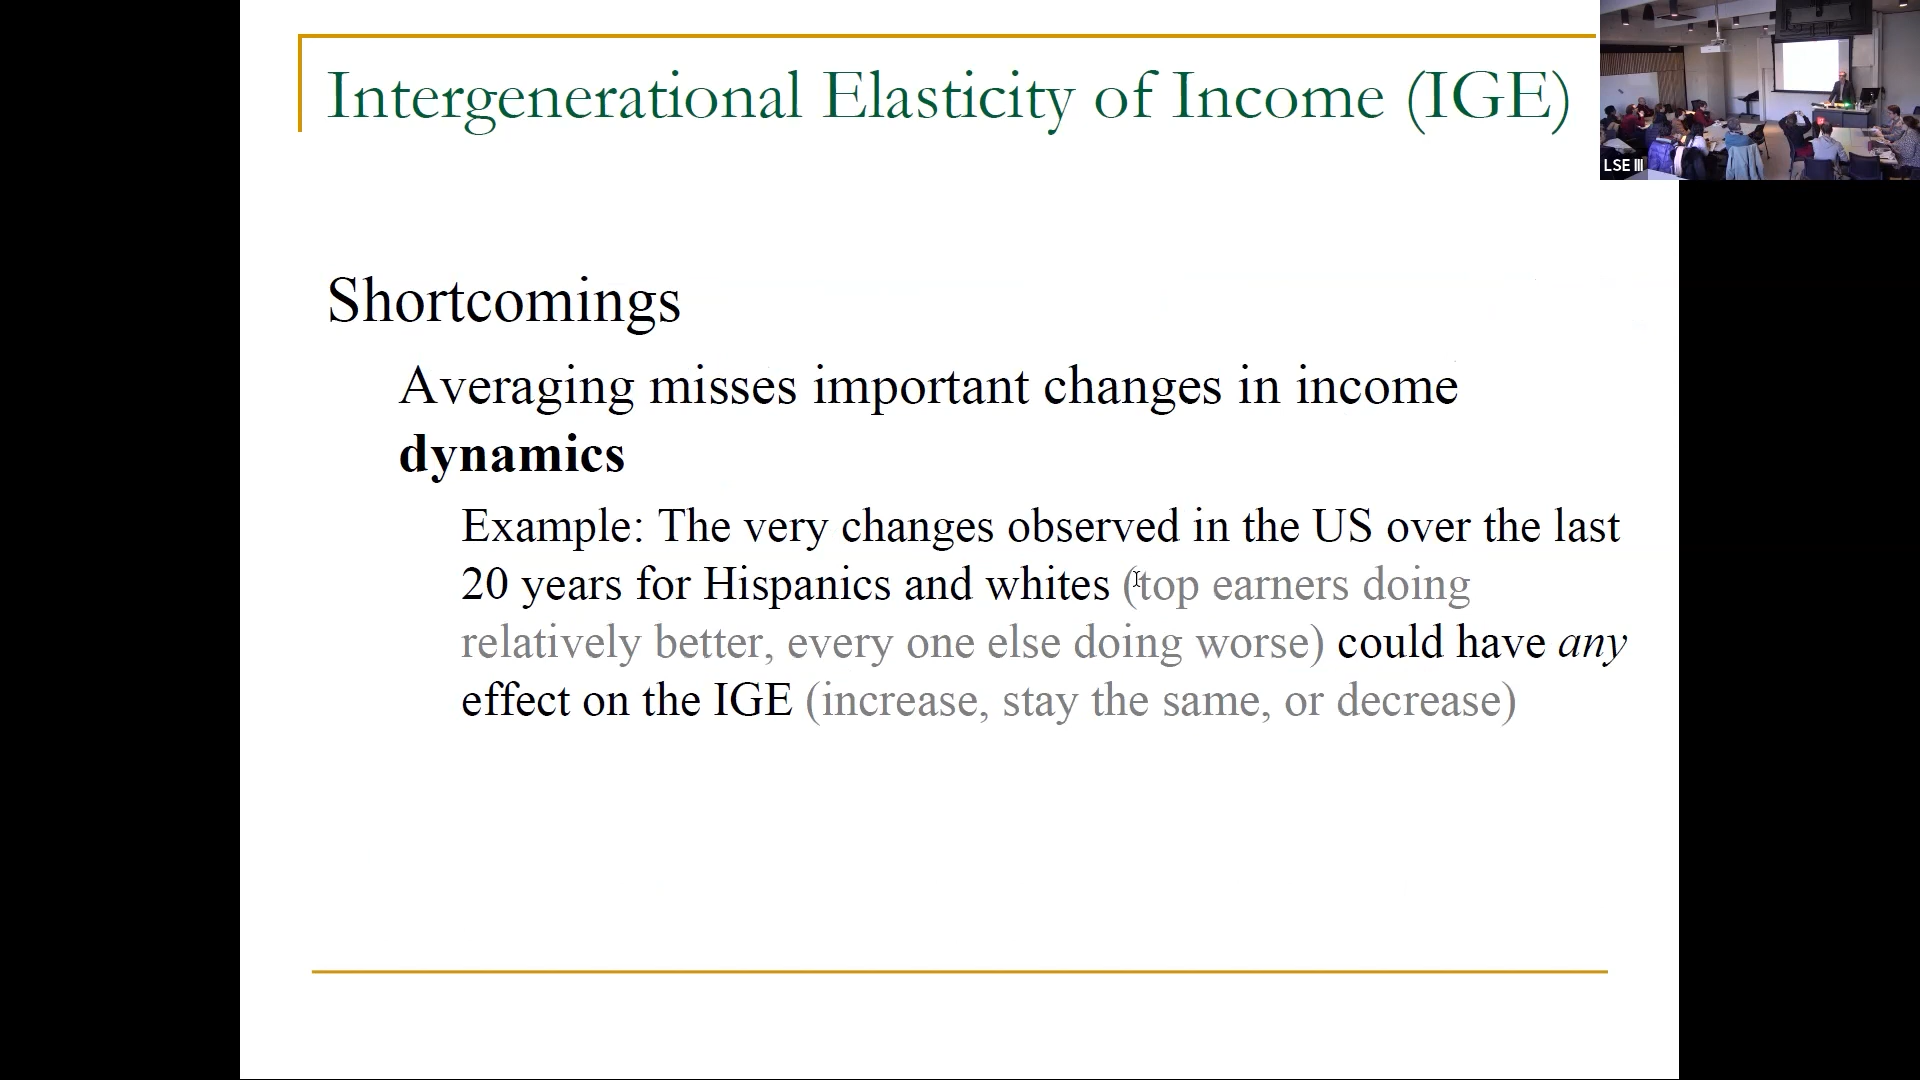 Intergenerational Elasticity of Income (IGE)
LSE III
Shortcomings
Averaging misses important changes in income
dynamics
Example: The very changes observed in the US over the last
20 years for Hispanics and whites (top earners doing
relatively better, every one else doing worse) could have any
effect on the IGE (increase, stay the same, or decrease)